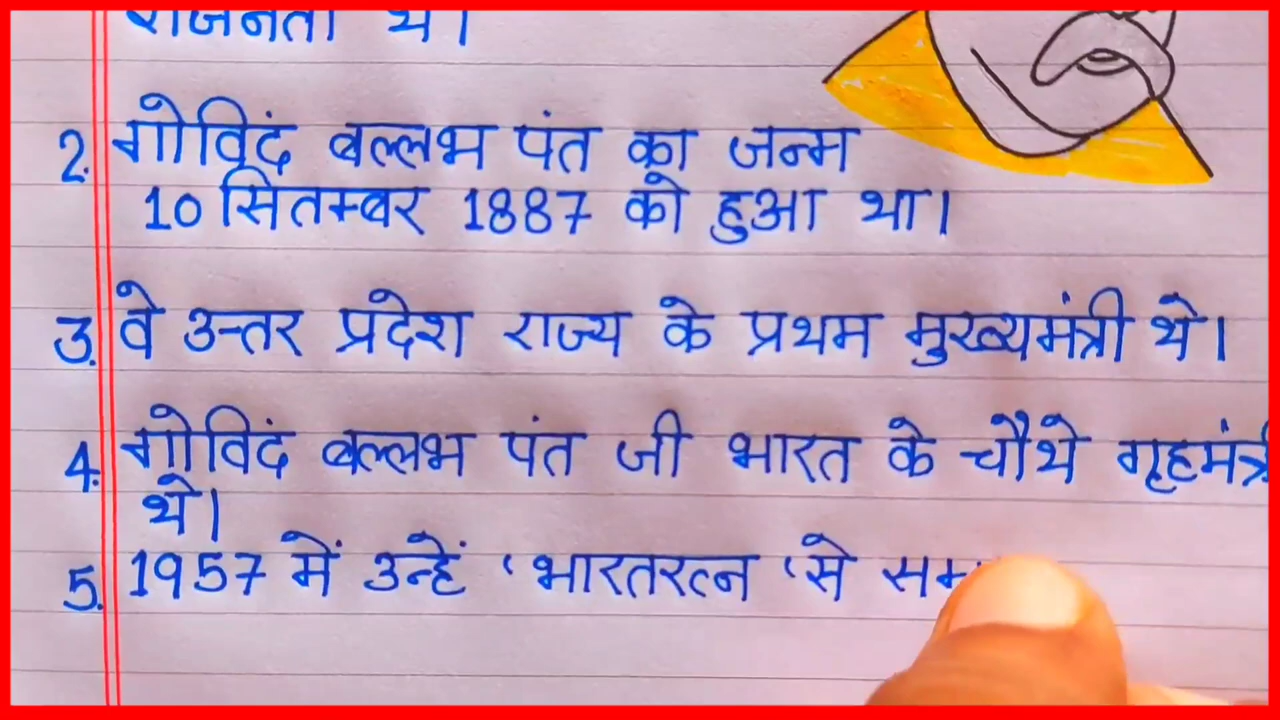 राजनेता थे।
2. गोविदं बल्लभ पंत का जन्म
10 सितम्बर 1887 को हुआ था।
3. वे उत्तर प्रदेश राज्य के प्रथम मुख्यमंत्री थे।
4. गोविदं बल्लभ पंत जी भारत के चौथे गृहमंत्री
थे।
5. 1957 में उन्हें ‘भारतरत्न ‘से